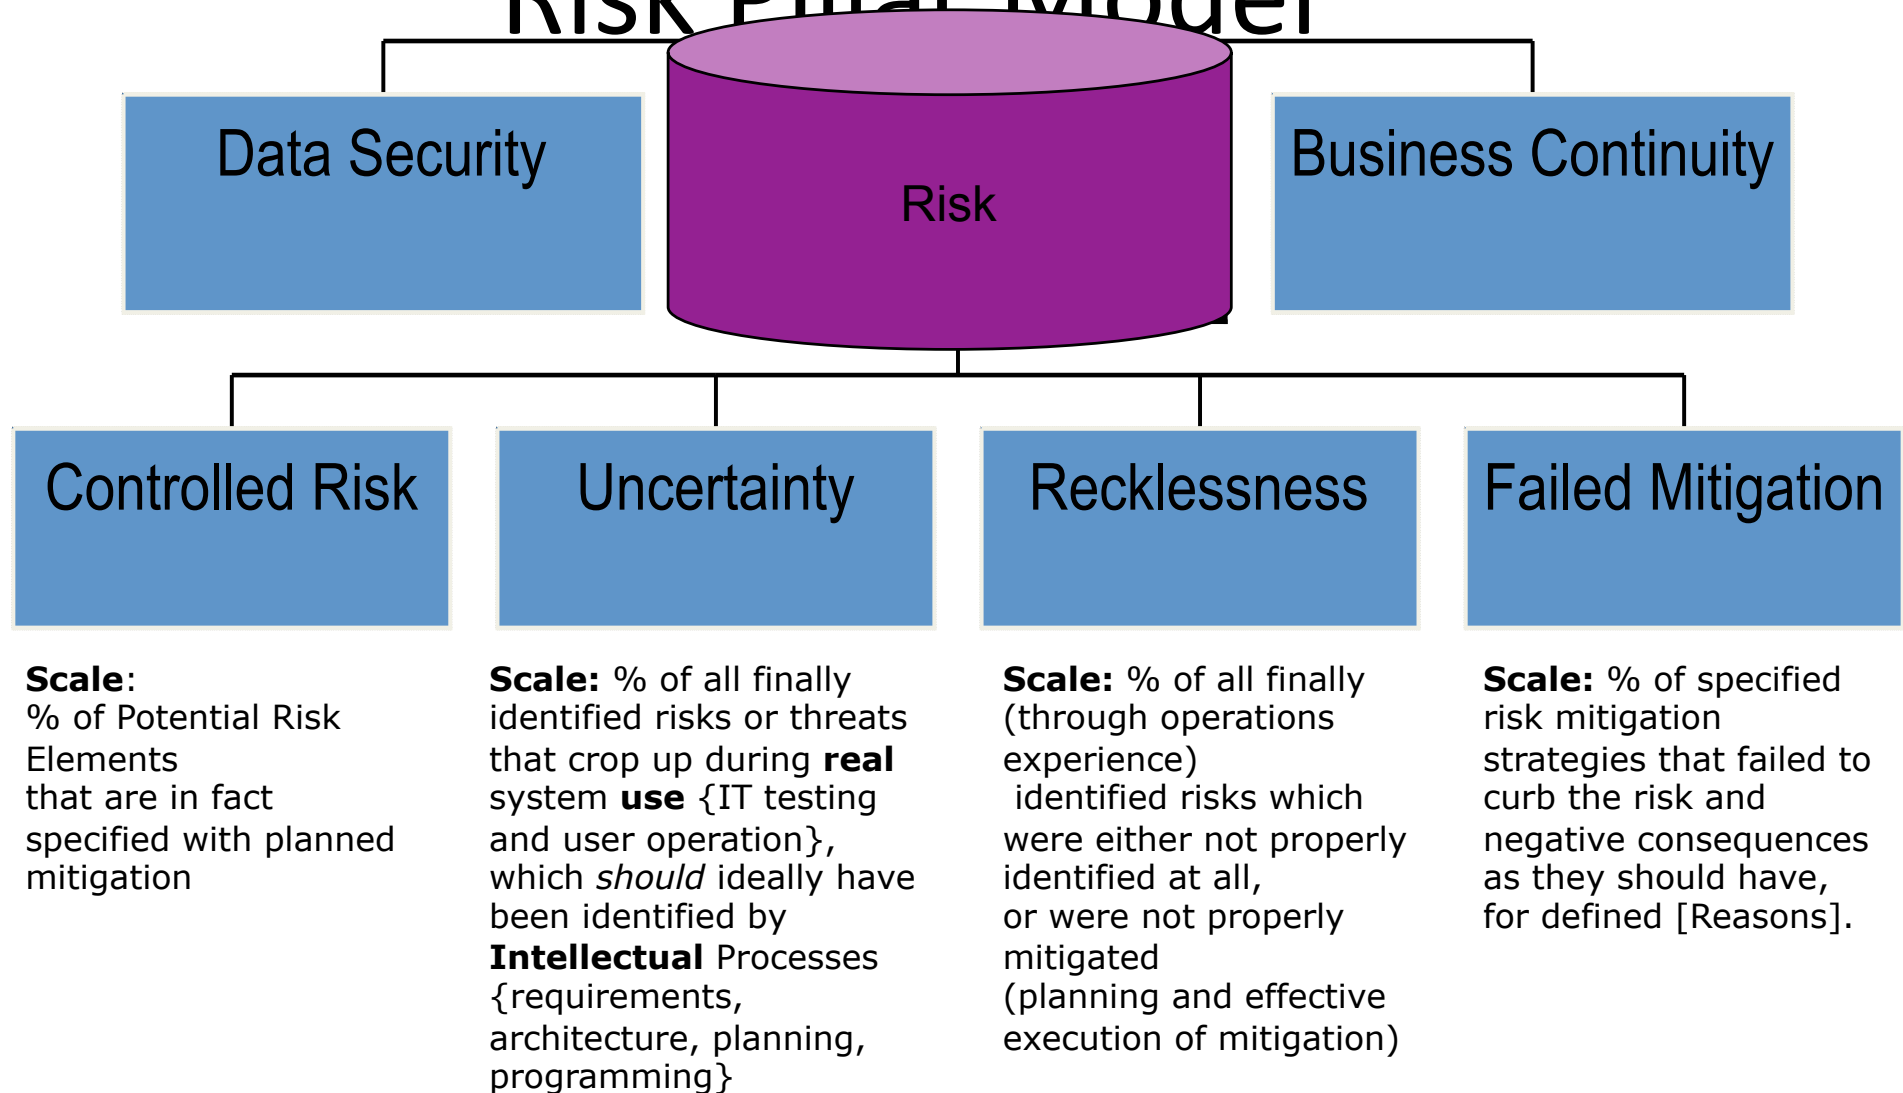 Risk Pillar Model
Data Security
Risk
Business Continuity
Controlled Risk
Uncertainty
Recklessness
Failed Mitigation
Scale:
% of Potential Risk
Elements
that are in fact
specified with planned
mitigation
Scale: % of all finally
identified risks or threats
that crop up during real
system use {IT testing
and user operation},
which should ideally have
been identified by
Intellectual Processes
{requirements,
architecture, planning,
programming}
Scale: % of all finally
(through operations
experience)
identified risks which
were either not properly
identified at all,
or were not properly
mitigated
(planning and effective
execution of mitigation)
Scale: % of specified
risk mitigation
strategies that failed to
curb the risk and
negative consequences
as they should have,
for defined [Reasons].